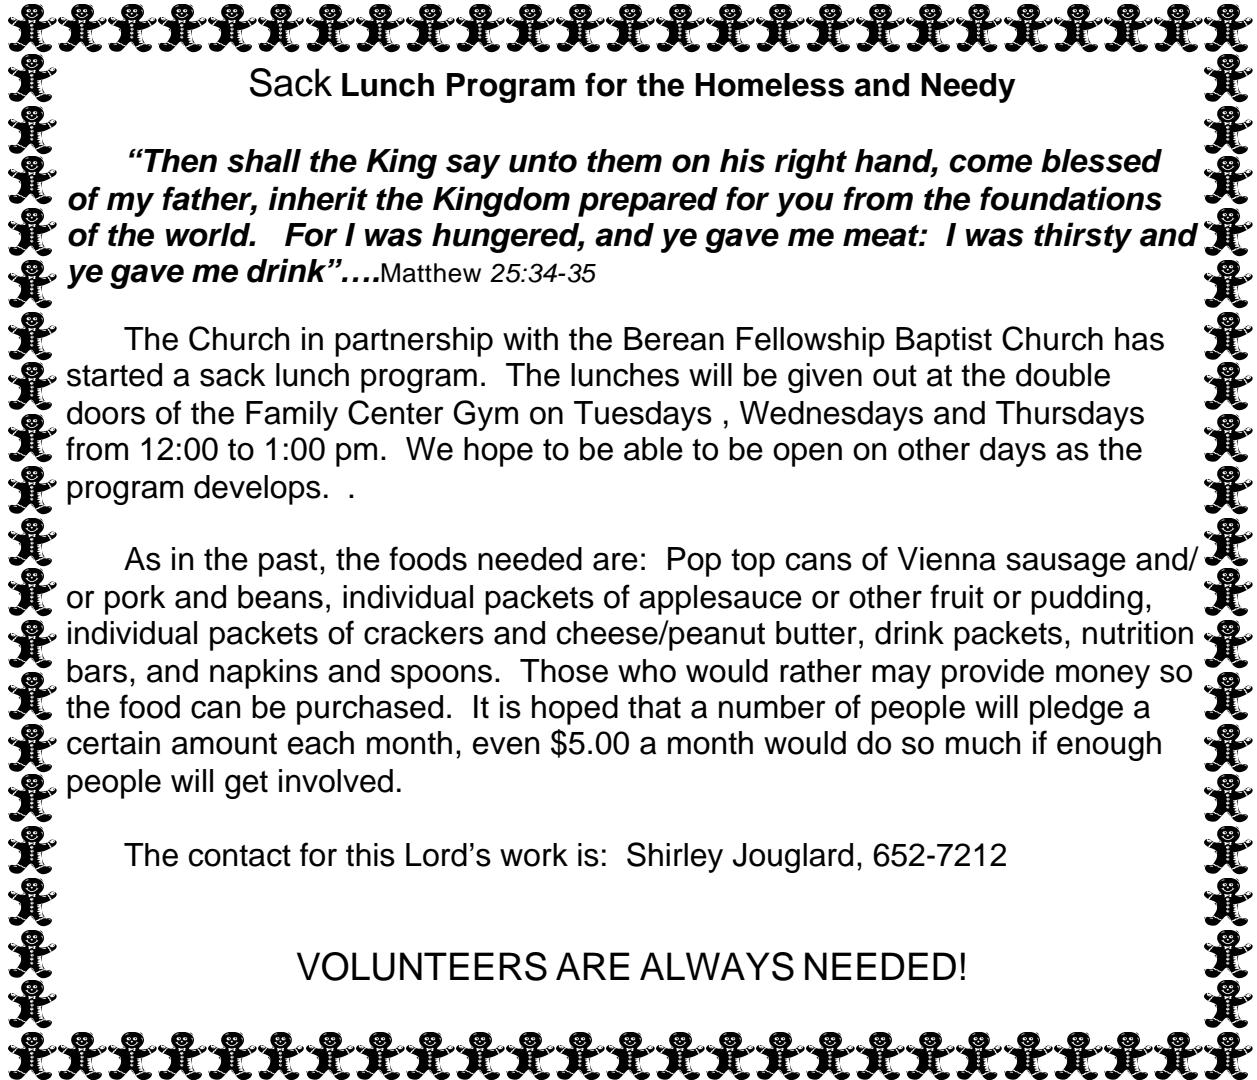 Sack Lunch Program for the Homeless and Needy
“Then shall the King say unto them on his right hand, come blessed
of my father, inherit the Kingdom prepared for you from the foundations
of the world.   For I was hungered, and ye gave me meat:  I was thirsty and
ye gave me drink”….Matthew 25:34-35
The Church in partnership with the Berean Fellowship Baptist Church has
started a sack lunch program.  The lunches will be given out at the double
doors of the Family Center Gym on Tuesdays , Wednesdays and Thursdays
from 12:00 to 1:00 pm.  We hope to be able to be open on other days as the
program develops.  .
As in the past, the foods needed are:  Pop top cans of Vienna sausage and/
or pork and beans, individual packets of applesauce or other fruit or pudding,
individual packets of crackers and cheese/peanut butter, drink packets, nutrition
bars, and napkins and spoons.  Those who would rather may provide money so
the food can be purchased.  It is hoped that a number of people will pledge a
certain amount each month, even $5.00 a month would do so much if enough
people will get involved.
The contact for this Lord’s work is:  Shirley Jouglard, 652-7212
VOLUNTEERS ARE ALWAYS NEEDED!